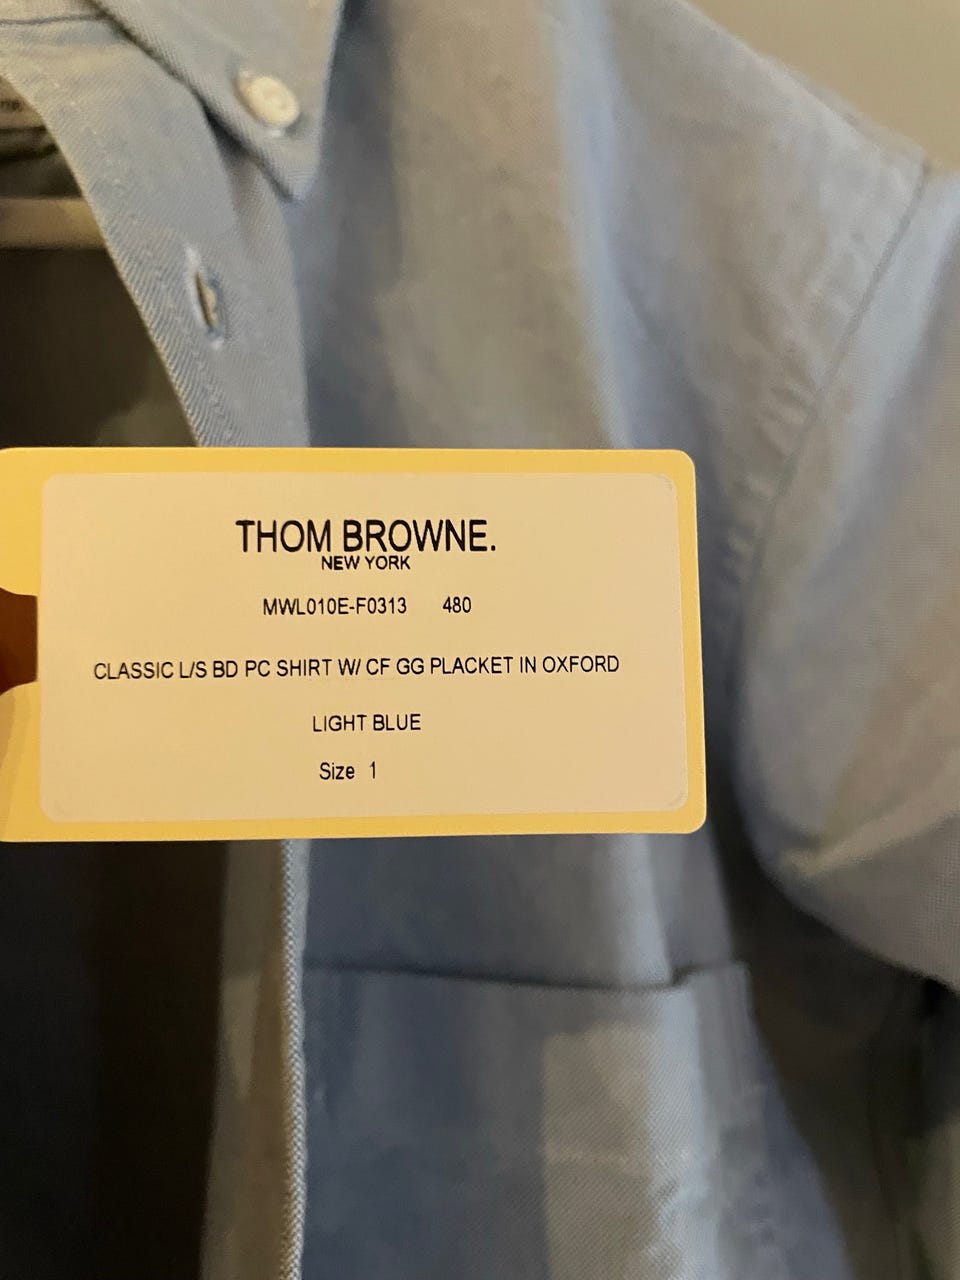 THOM BROWNE.
NEW YORK
MWL010E-F0313 480
CLASSIC L/S BD PC SHIRT W/ CF GG PLACKET IN OXFORD
LIGHT BLUE
Size 1